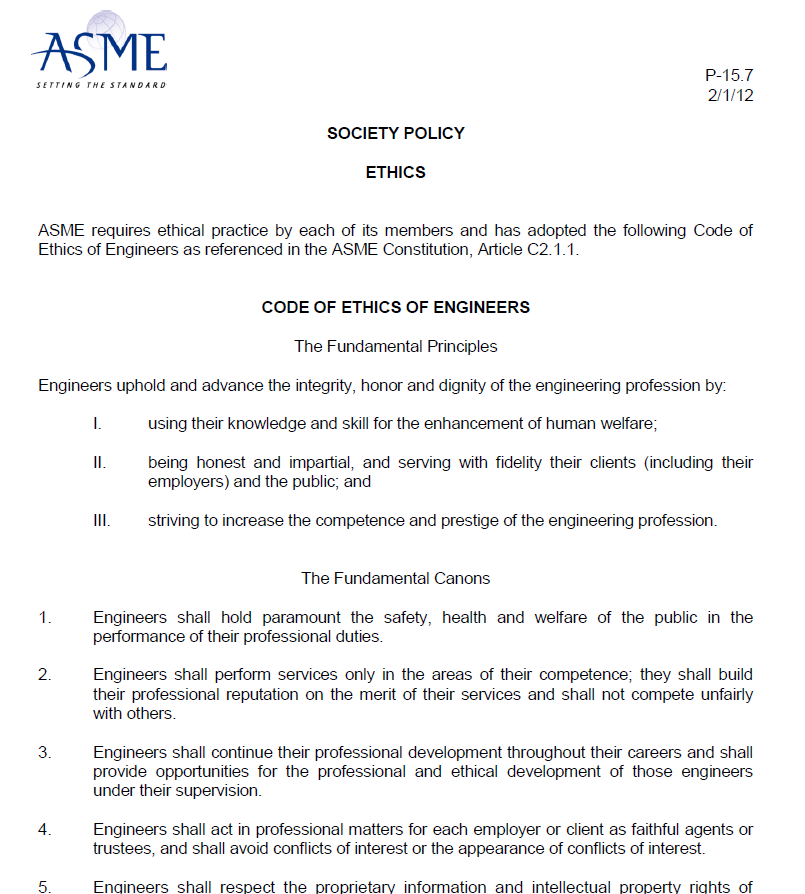 ASME
SETTING THE STANDARD
P-15.7
2/1/12
SOCIETY POLICY
ETHICS
ASME requires ethical practice by each of its members and has adopted the following Code of
Ethics of Engineers as referenced in the ASME Constitution, Article C2.1.1.
CODE OF ETHICS OF ENGINEERS
The Fundamental Principles
Engineers uphold and advance the integrity, honor and dignity of the engineering profession by:
I. using their knowledge and skill for the enhancement of human welfare;
II. being honest and impartial, and serving with fidelity their clients (including their
employers) and the public; and
III. striving to increase the competence and prestige of the engineering profession.
The Fundamental Canons
1. Engineers shall hold paramount the safety, health and welfare of the public in the
performance of their professional duties.
2. Engineers shall perform services only in the areas of their competence; they shall build
their professional reputation on the merit of their services and shall not compete unfairly
with others.
3. Engineers shall continue their professional development throughout their careers and shall
provide opportunities for the professional and ethical development of those engineers
under their supervision.
4. Engineers shall act in professional matters for each employer or client as faithful agents or
trustees, and shall avoid conflicts of interest or the appearance of conflicts of interest.
5. Engineers shall respect the proprietary information and intellectual property rights of